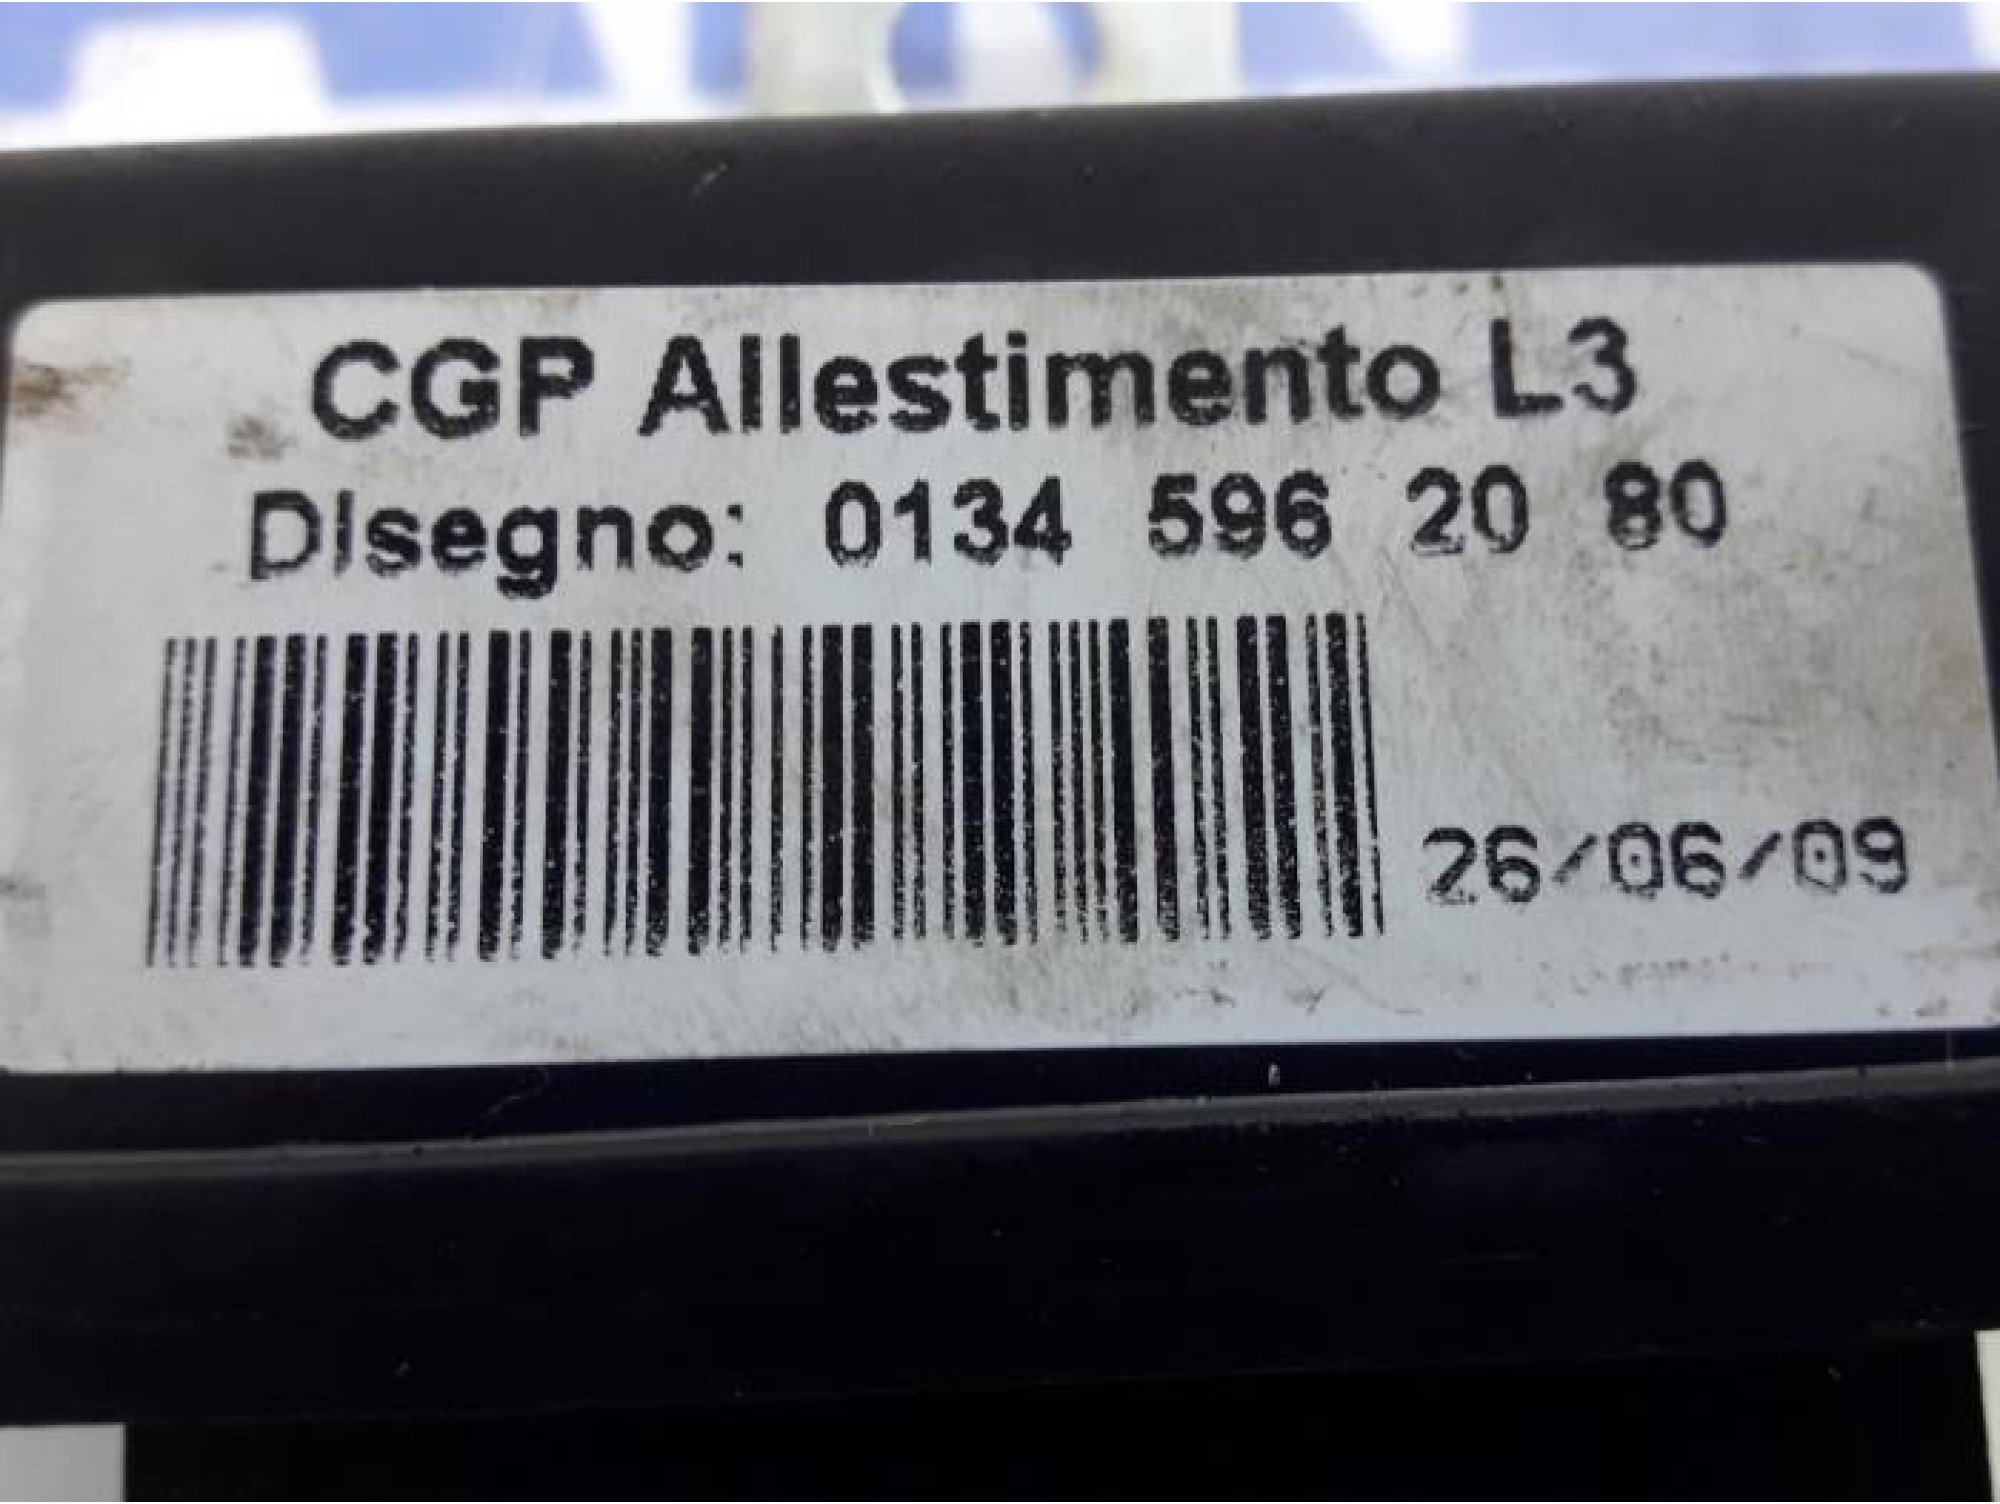 CGP Allestimento L3
Disegno: 0134 596 20 80
26/06/09